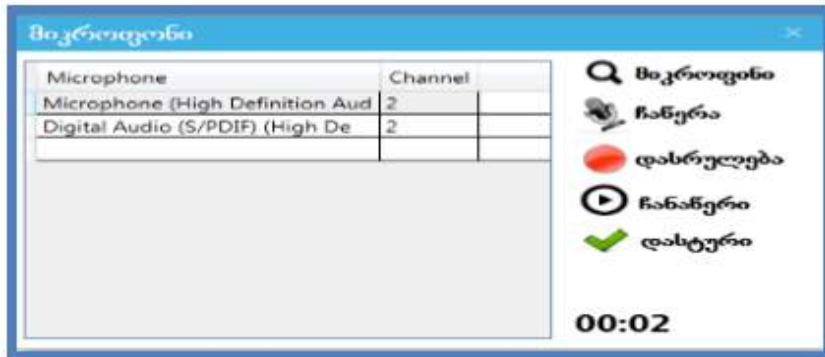 მიკროფონი
Microphone Channel
Microphone (High Definition Aud 2
Digital Audio (S/PDIF) (High De 2
მიკროფონი
ჩაწერა
დასრულება
ჩანაწერი
დასტური
00:02